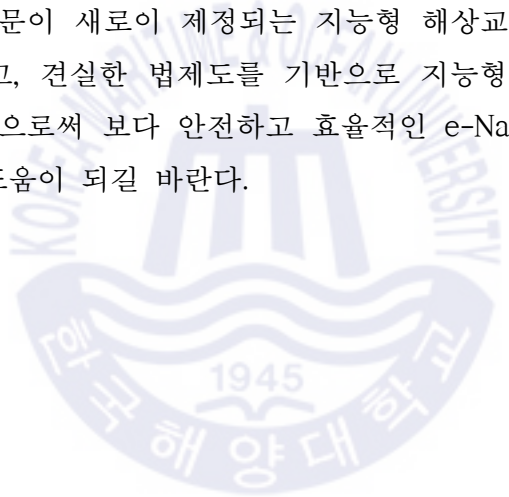 문이 새로이 제정되는 지능형 해상교
고, 견실한 법제도를 기반으로 지능형
으로써 보다 안전하고 효율적인 e-Na
도움이 되길 바란다.
KOREA MARITIME & OCEAN UNIVERSITY
1945
한국해양대학교